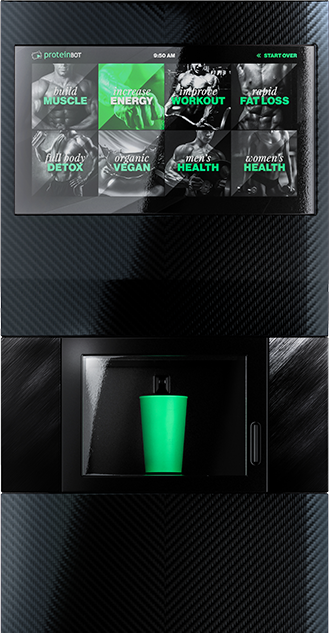 proteinBOT 9:50 AM « START OVER
build
MUSCLE
increase
ENERGY
improve
WORKOUT
rapid
FAT LOSS
full body
DETOX
organic
VEGAN
men's
HEALTH
women's
HEALTH